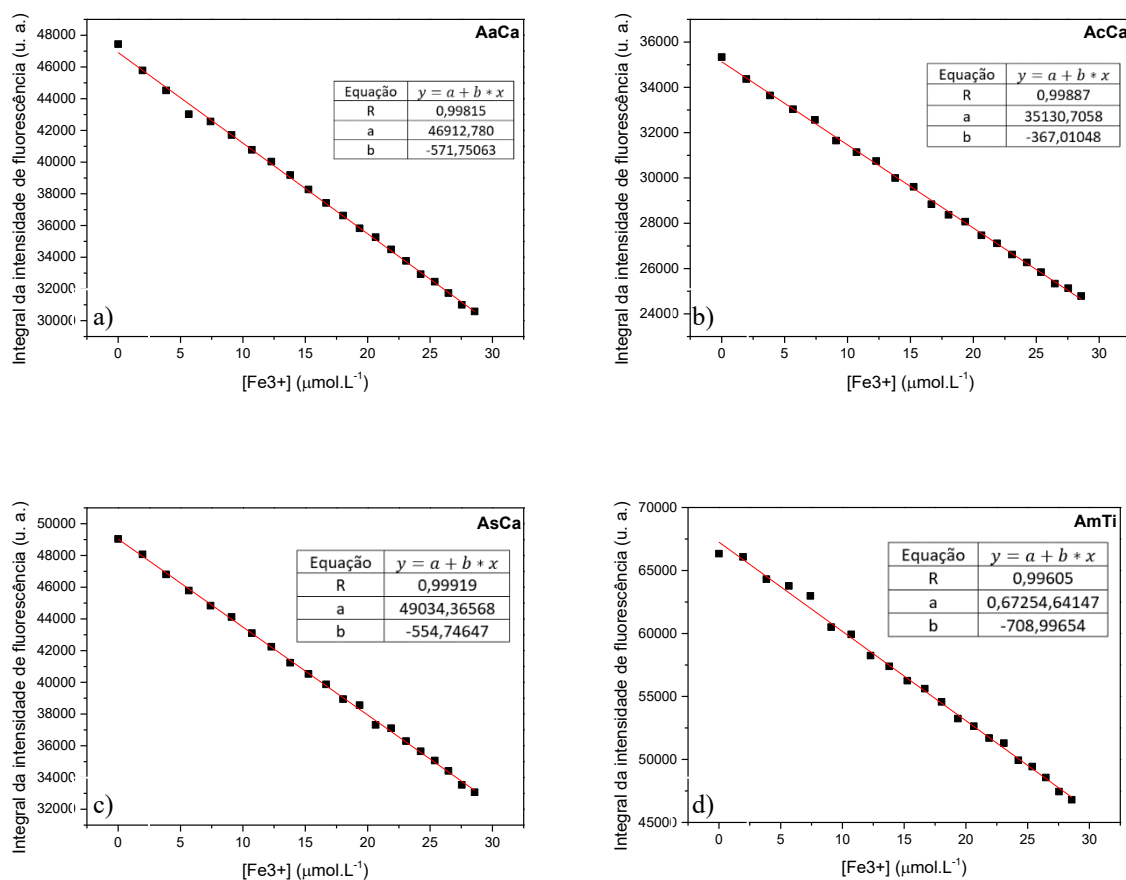 AaCa
Integral da intensidade de fluorescência (u. a.)
48000
46000
44000
42000
40000
38000
36000
34000
32000
30000
Equação y = a + b * x
R 0,99815
a 46912,780
b -571,75063
a)
0 5 10 15 20 25 30
[Fe3+] (μmol.L⁻¹)
AcCa
Integral da intensidade de fluorescência (u. a.)
36000
34000
32000
30000
28000
26000
24000
Equação y = a + b * x
R 0,99887
a 35130,7058
b -367,01048
b)
0 5 10 15 20 25 30
[Fe3+] (μmol.L⁻¹)
AsCa
Integral da intensidade de fluorescência (u. a.)
50000
48000
46000
44000
42000
40000
38000
36000
34000
32000
Equação y = a + b * x
R 0,99919
a 49034,36568
b -554,74647
c)
0 5 10 15 20 25 30
[Fe3+] (μmol.L⁻¹)
AmTi
Integral da intensidade de fluorescência (u. a.)
70000
65000
60000
55000
50000
45000
Equação y = a + b * x
R 0,99605
a 0,67254,64147
b -708,99654
d)
0 5 10 15 20 25 30
[Fe3+] (μmol.L⁻¹)